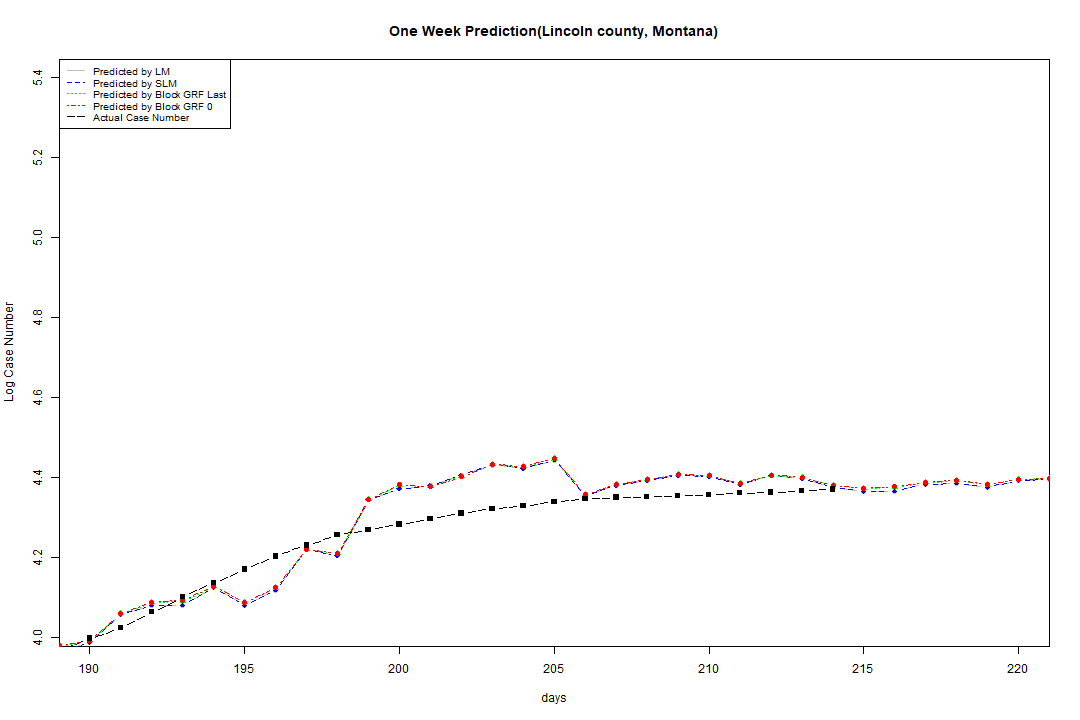 One Week Prediction(Lincoln county, Montana)
Predicted by LM
Predicted by SLM
Predicted by Block GRF Last
Predicted by Block GRF 0
Actual Case Number
5.4
5.2
5.0
4.8
4.6
4.4
4.2
4.0
Log Case Number
190 195 200 205 210 215 220
days